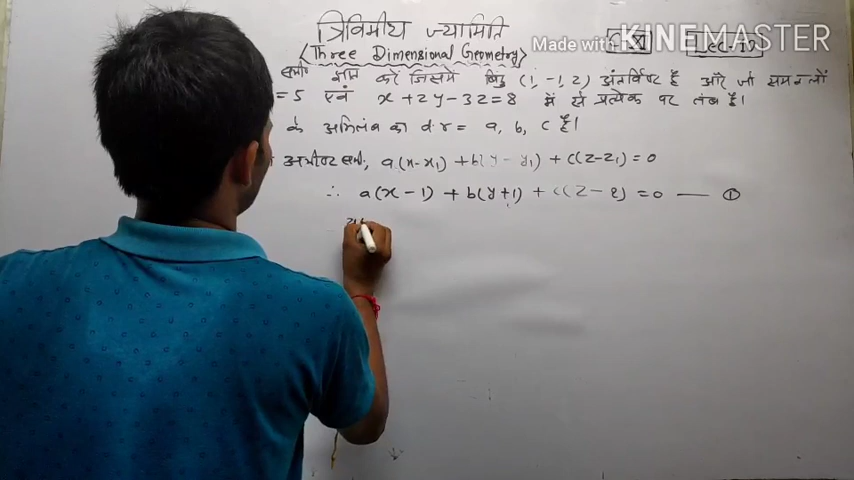 त्रिविमीय ज्यामिति
(Three Dimensional Geometry)
Made with KINEMASTER
समी० ज्ञात करें जिसमें बिंदु (1, -1, 2) अंतर्विष्ट है और जो समतलों
= 5 एवं x + 2y - 3z = 8 में से प्रत्येक पर लंब है।
के अभिलंब का d.r = a, b, c है।
अभीष्ट समी०, a(x-x₁) + b(y-y₁) + c(z-z₁) = 0
∴ a(x-1) + b(y+1) + c(z-2) = 0 — ①